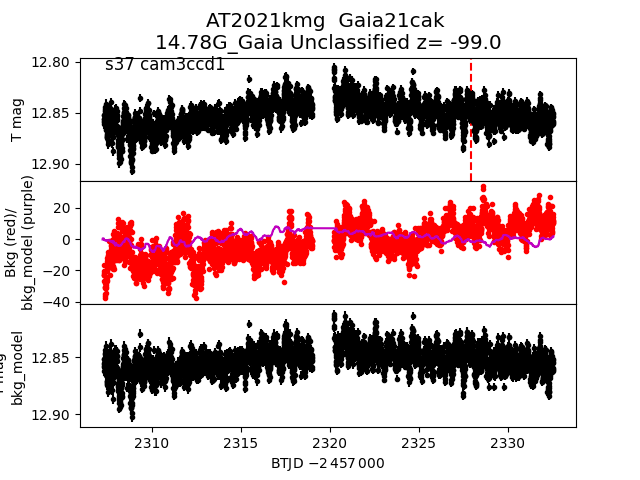 AT2021kmg  Gaia21cak
14.78G_Gaia Unclassified z= -99.0
s37 cam3ccd1
12.80
12.85
12.90
T mag
20
0
−20
−40
Bkg (red)/
bkg_model (purple)
12.85
12.90
mag
bkg_model
2310
2315
2320
2325
2330
BTJD −2 457 000